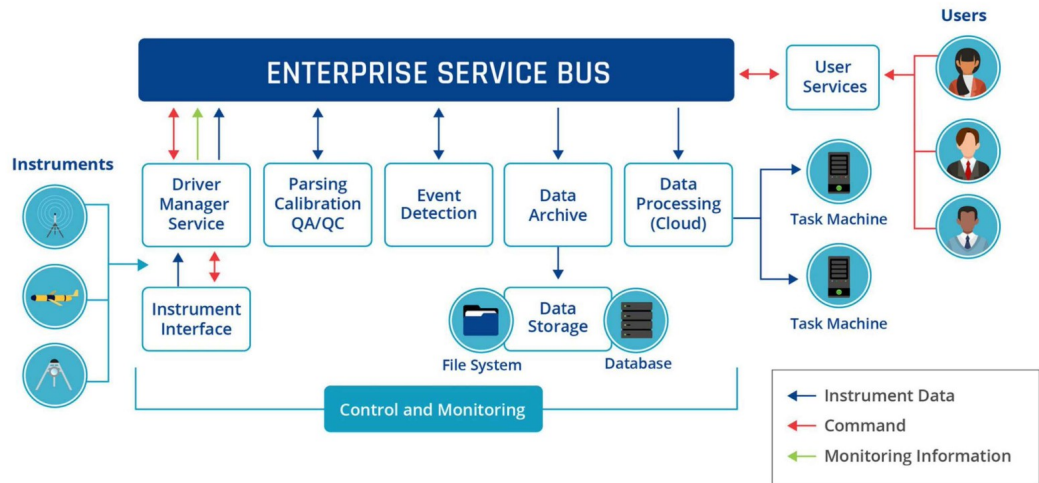 Users
ENTERPRISE SERVICE BUS
User
Services
Instruments
Driver
Manager
Service
Parsing
Calibration
QA/QC
Event
Detection
Data
Archive
Data
Processing
(Cloud)
Task Machine
Instrument
Interface
Data
Storage
Task Machine
File System
Database
Control and Monitoring
Instrument Data
Command
Monitoring Information